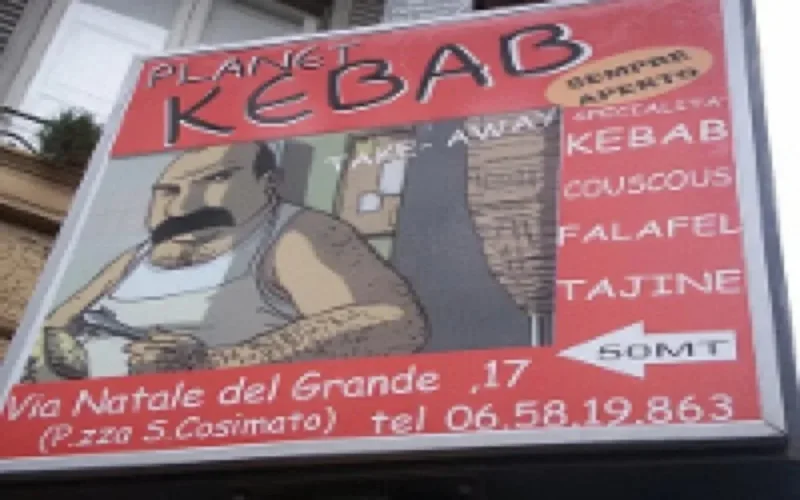 PLANET
KEBAB
SEMPRE
APERTO
TAKE-AWAY
SPECIALITA'
KEBAB
COUSCOUS
FALAFEL
TAJINE
50MT
Via Natale del Grande ,17
(P.zza S.Cosimato) tel 06.58.19.863